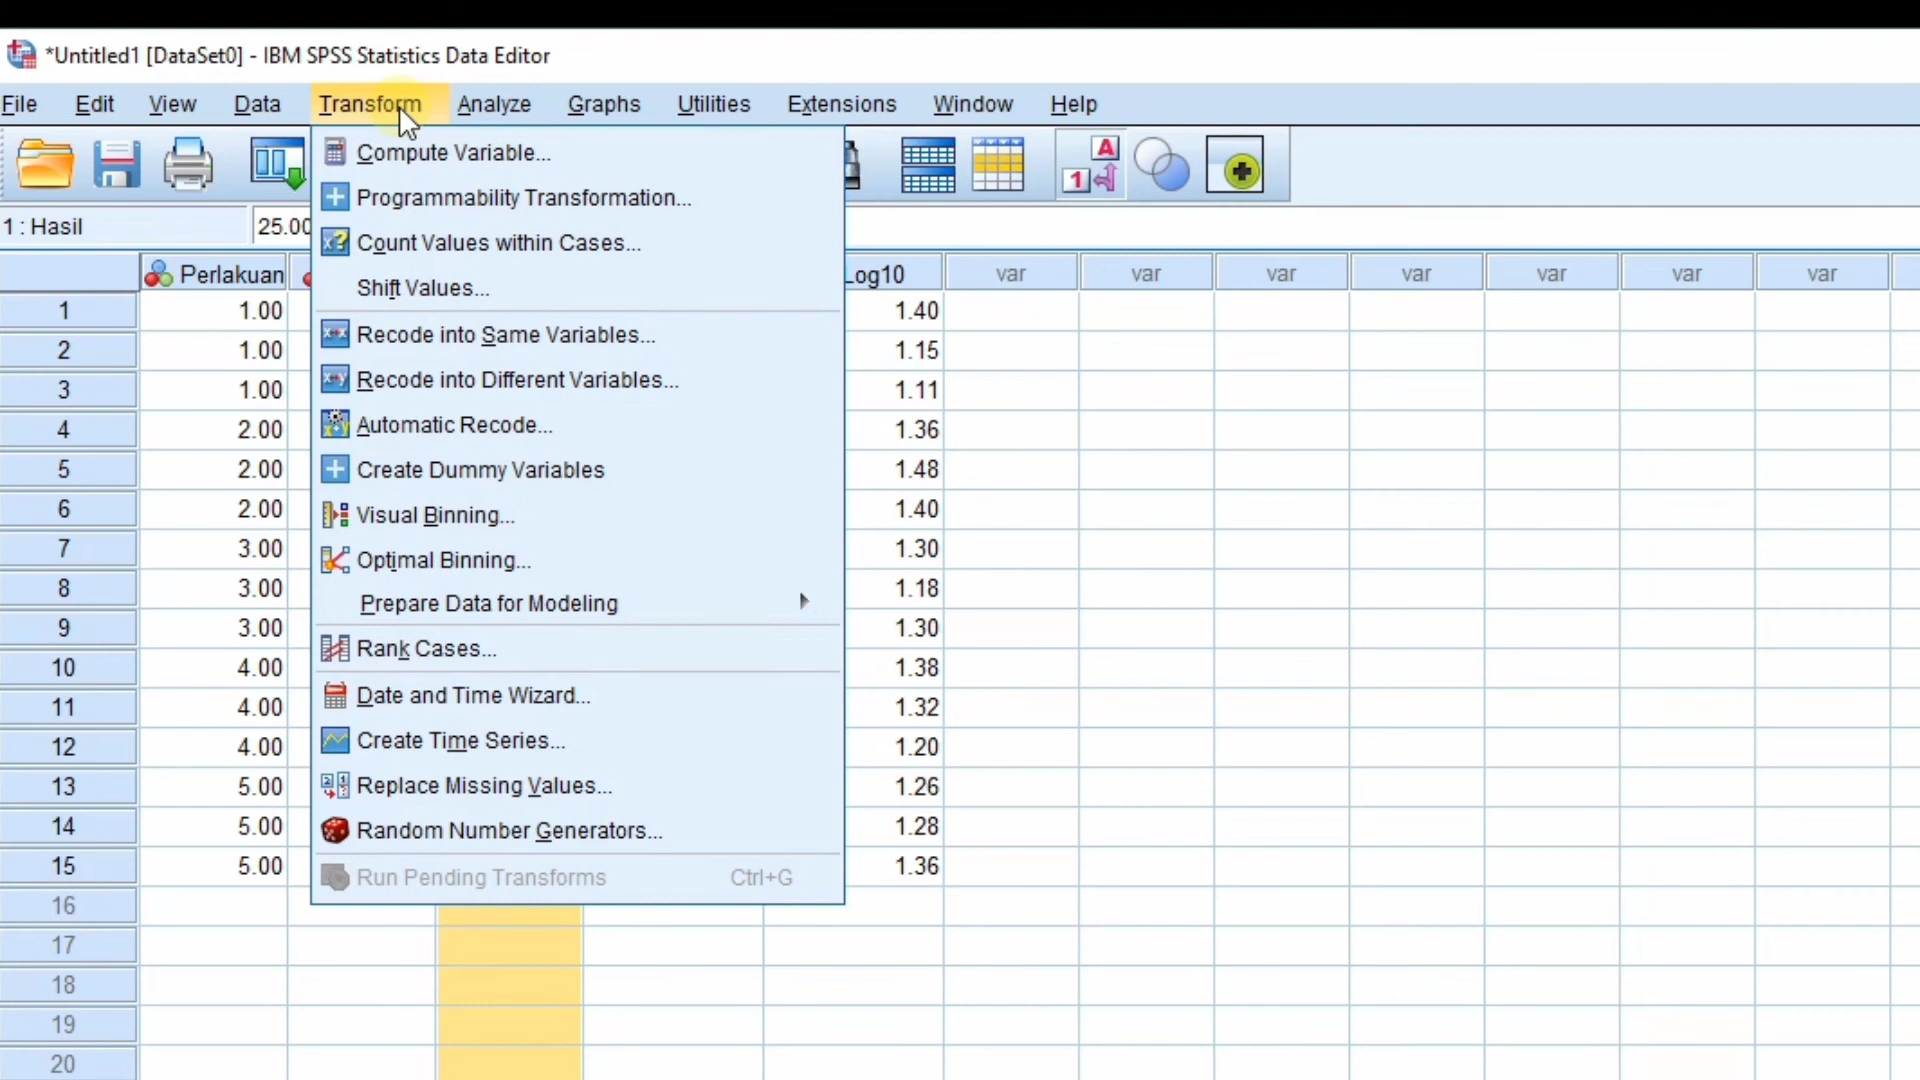 *Untitled1 [DataSet0] - IBM SPSS Statistics Data Editor
File Edit View Data Transform Analyze Graphs Utilities Extensions Window Help
A
1
1 : Hasil 25.00
Perlakuan Log10 var var var var var var var
1 1.00 1.40
2 1.00 1.15
3 1.00 1.11
4 2.00 1.36
5 2.00 1.48
6 2.00 1.40
7 3.00 1.30
8 3.00 1.18
9 3.00 1.30
10 4.00 1.38
11 4.00 1.32
12 4.00 1.20
13 5.00 1.26
14 5.00 1.28
15 5.00 1.36
16
17
18
19
20
Compute Variable...
Programmability Transformation...
Count Values within Cases...
Shift Values...
Recode into Same Variables...
Recode into Different Variables...
Automatic Recode...
Create Dummy Variables
Visual Binning...
Optimal Binning...
Prepare Data for Modeling
Rank Cases...
Date and Time Wizard...
Create Time Series...
Replace Missing Values...
Random Number Generators...
Run Pending Transforms Ctrl+G